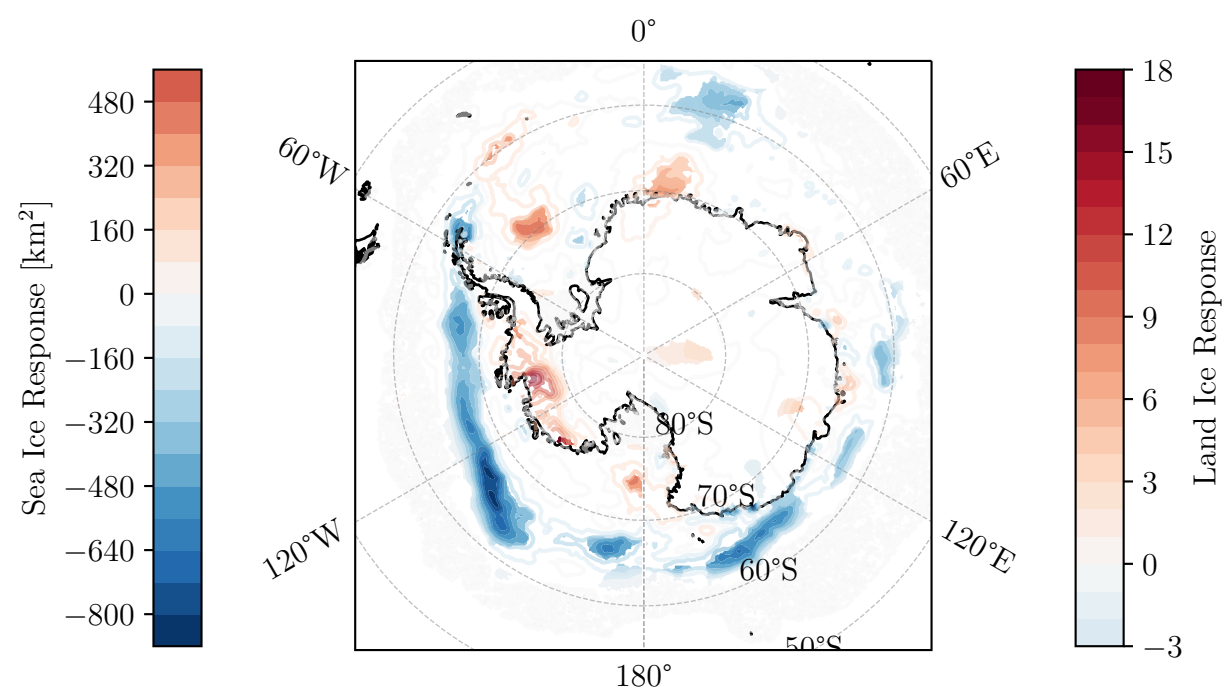 0°
60°W
60°E
120°W
120°E
180°
80°S
70°S
60°S
50°S
Sea Ice Response [km²]
480
320
160
0
−160
−320
−480
−640
−800
Land Ice Response
18
15
12
9
6
3
0
−3